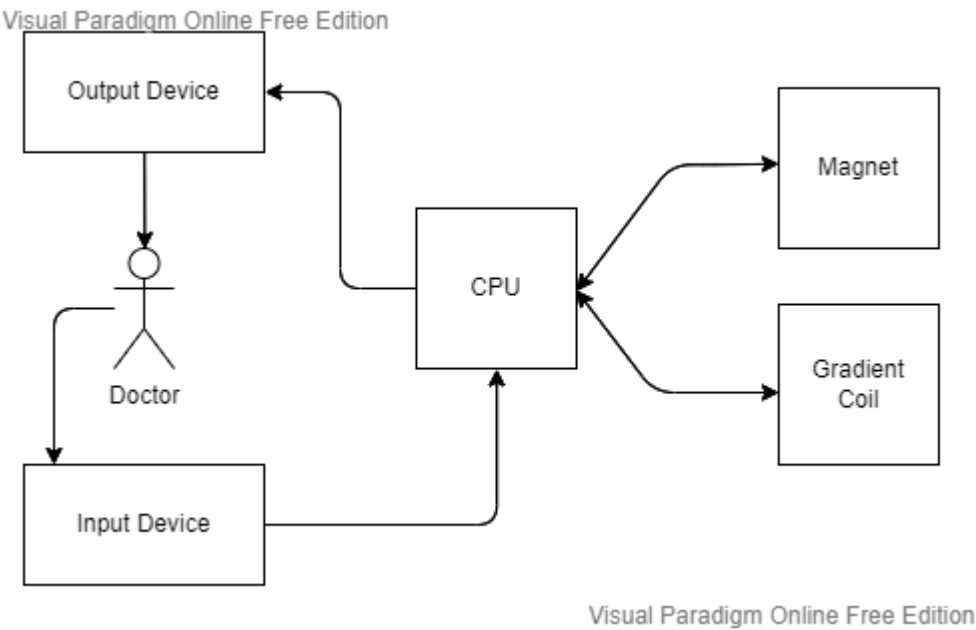 Visual Paradigm Online Free Edition
Output Device
Magnet
CPU
Gradient
Coil
Doctor
Input Device
Visual Paradigm Online Free Edition